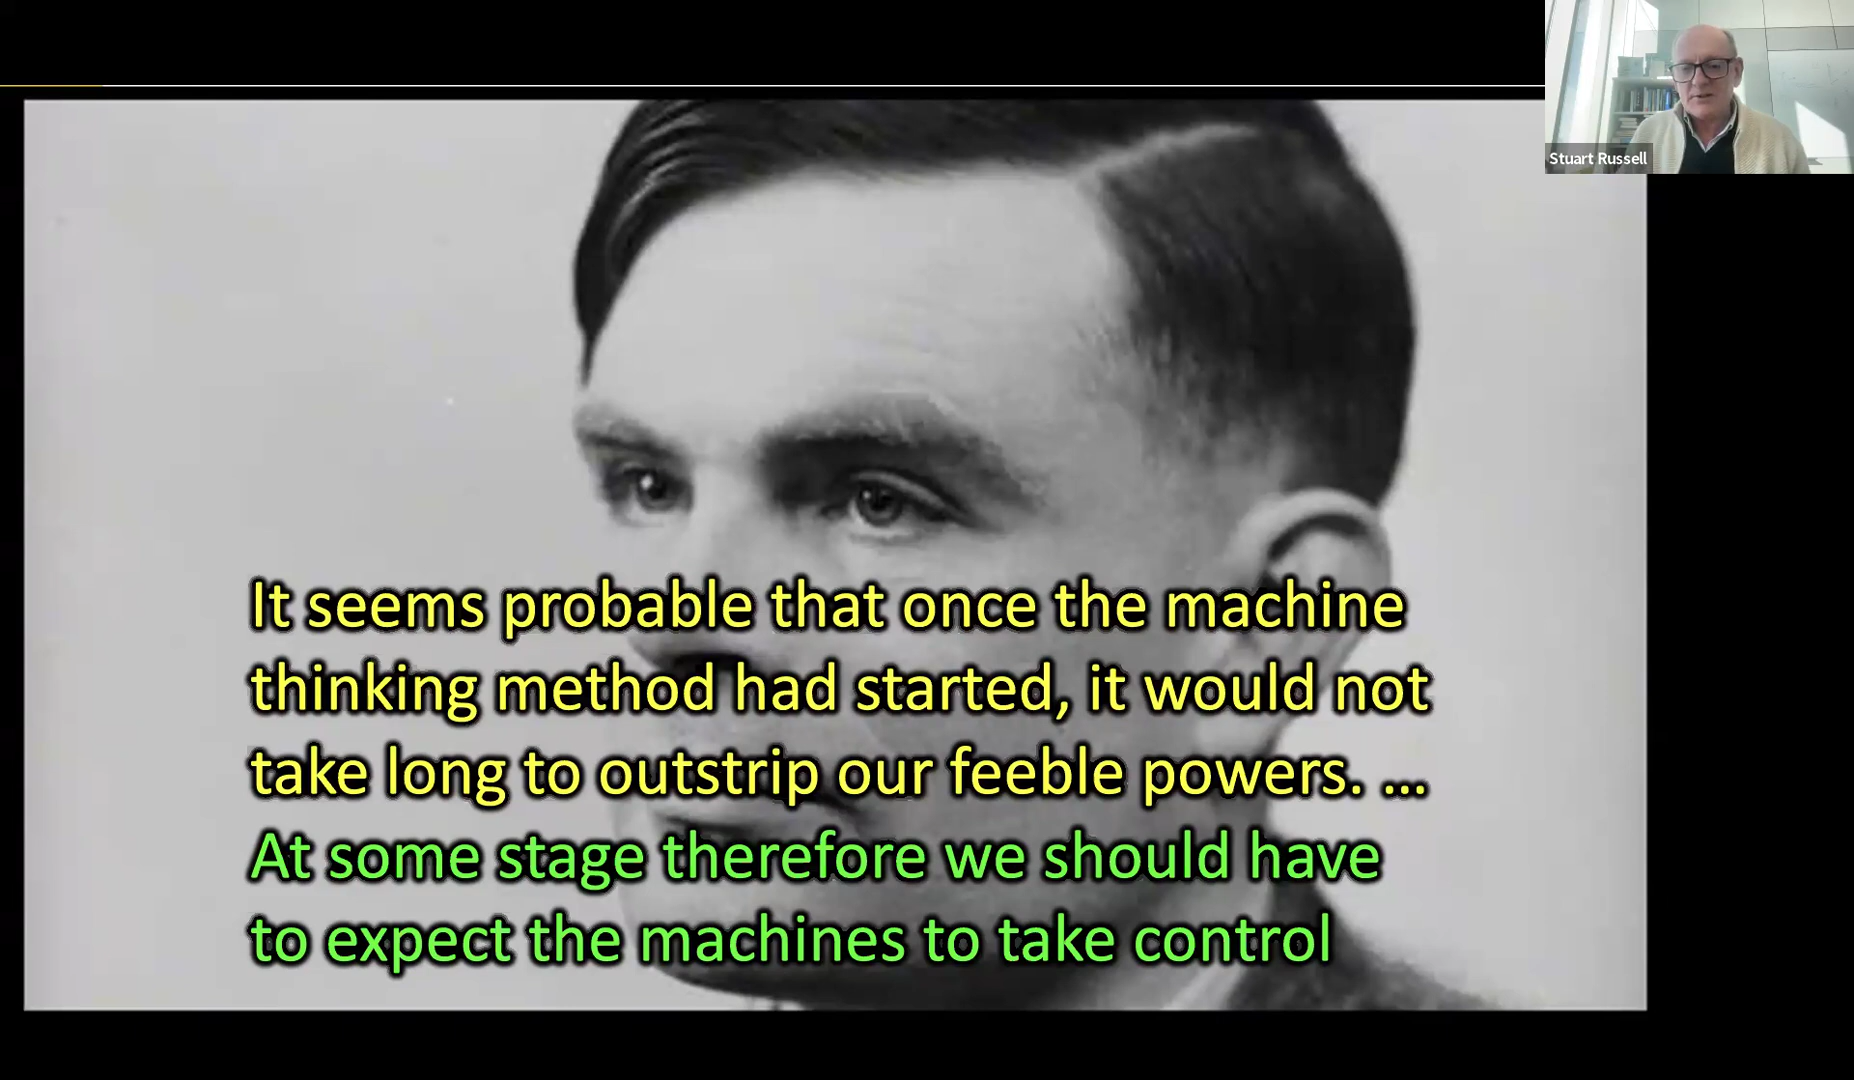 Stuart Russell
It seems probable that once the machine
thinking method had started, it would not
take long to outstrip our feeble powers. ...
At some stage therefore we should have
to expect the machines to take control